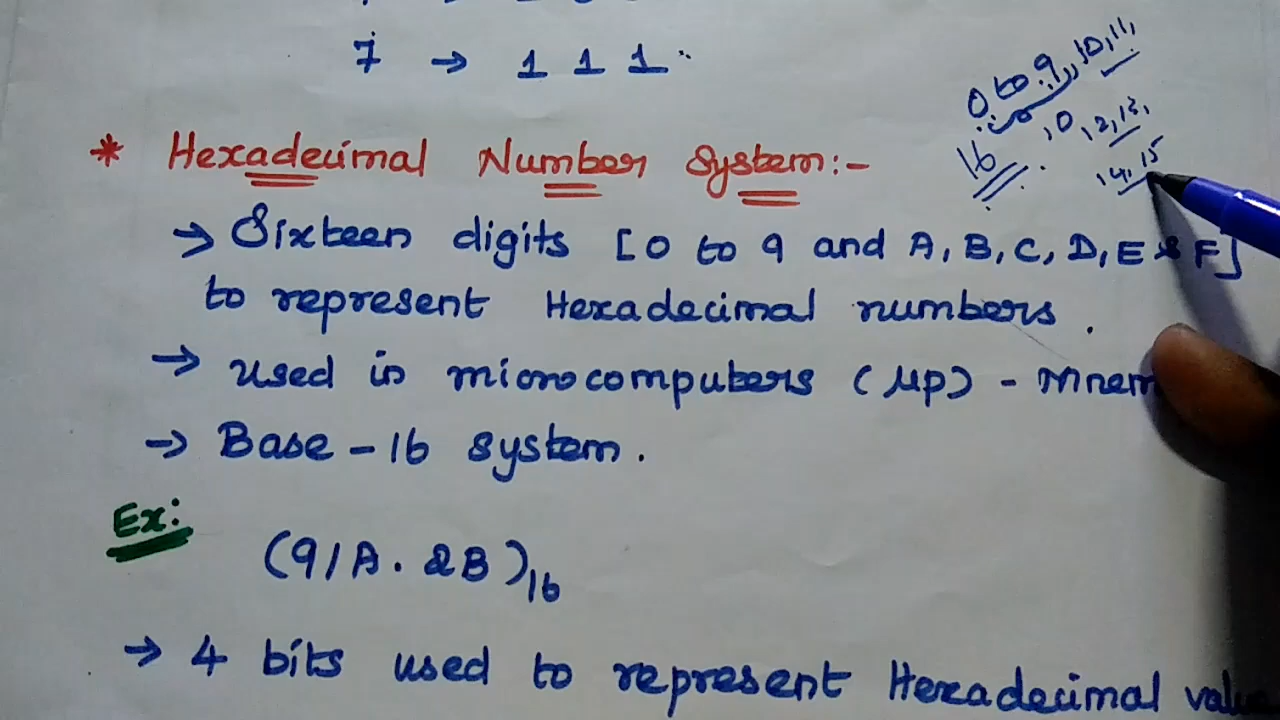 7 → 1 1 1
0 to 9, 10, 11,
16 10 12, 13,
14, 15
* Hexadecimal Number System:-
→ Sixteen digits [0 to 9 and A, B, C, D, E & F]
to represent Hexadecimal numbers.
→ Used in microcomputers (μp) - Mnem
→ Base - 16 system.
Ex:
(91A.2B)16
→ 4 bits used to represent Hexadecimal value